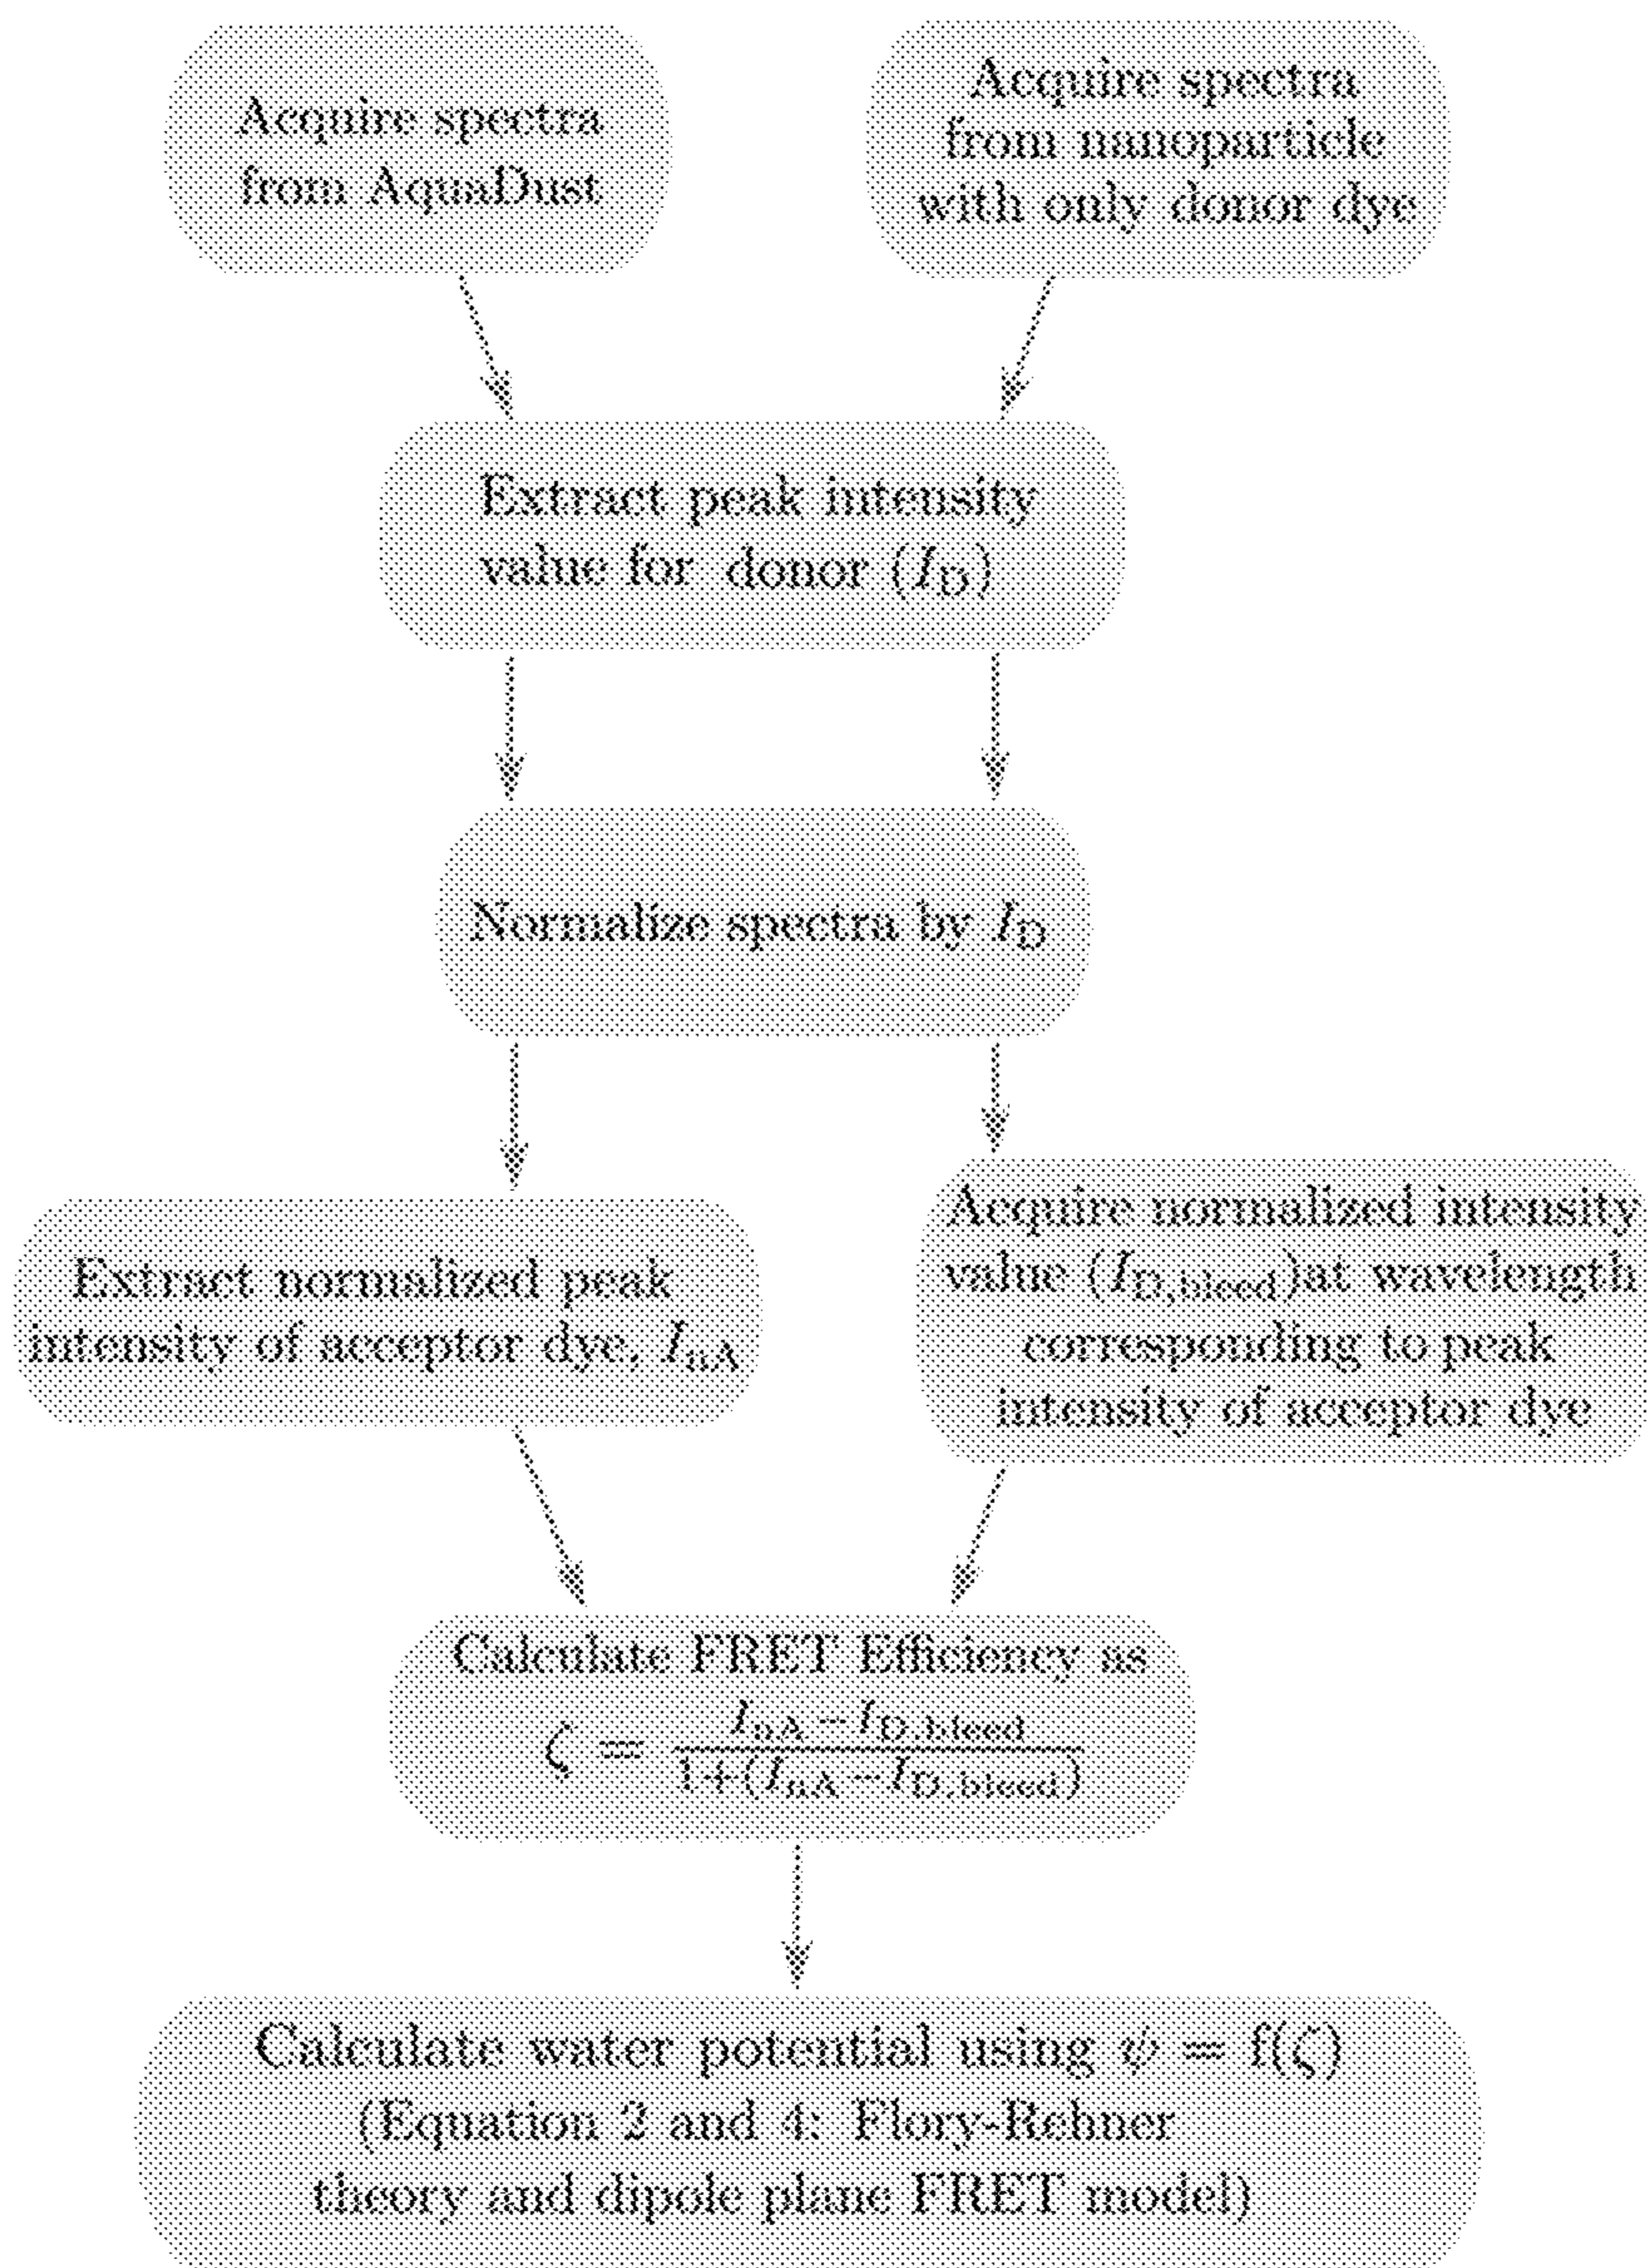 Acquire spectra
from AquaDust
Acquire spectra
from nanoparticle
with only donor dye
Extract peak intensity
value for donor (I_D)
Normalize spectra by I_D
Extract normalized peak
intensity of acceptor dye, I_nA
Acquire normalized intensity
value (I_D,bleed)at wavelength
corresponding to peak
intensity of acceptor dye
Calculate FRET Efficiency as
ζ = (I_nA − I_D,bleed) / (1+(I_nA − I_D,bleed))
Calculate water potential using ψ = f(ζ)
(Equation 2 and 4: Flory-Rehner
theory and dipole plane FRET model)